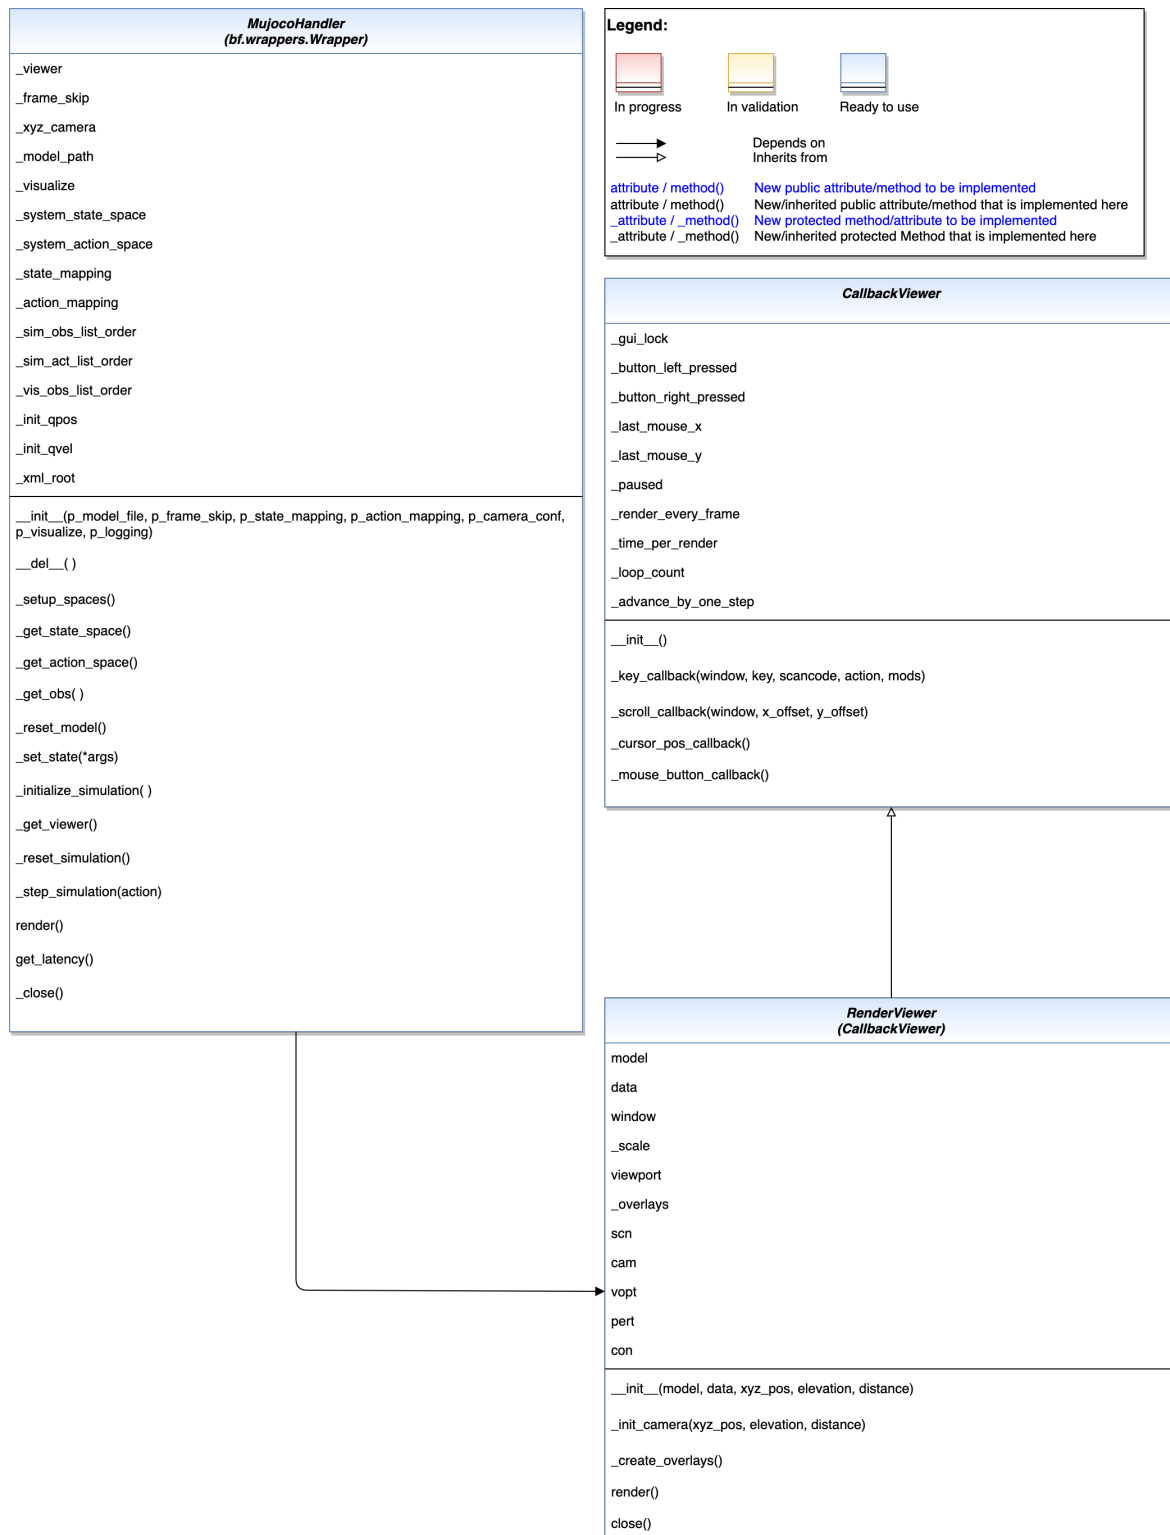 MujocoHandler
(bf.wrappers.Wrapper)
_viewer
_frame_skip
_xyz_camera
_model_path
_visualize
_system_state_space
_system_action_space
_state_mapping
_action_mapping
_sim_obs_list_order
_sim_act_list_order
_vis_obs_list_order
_init_qpos
_init_qvel
_xml_root
__init__(p_model_file, p_frame_skip, p_state_mapping, p_action_mapping, p_camera_conf,
p_visualize, p_logging)
__del__( )
_setup_spaces()
_get_state_space()
_get_action_space()
_get_obs( )
_reset_model()
_set_state(*args)
_initialize_simulation( )
_get_viewer()
_reset_simulation()
_step_simulation(action)
render()
get_latency()
_close()
Legend:
In progress
In validation
Ready to use
Depends on
Inherits from
attribute / method() New public attribute/method to be implemented
attribute / method() New/inherited public attribute/method that is implemented here
_attribute / _method() New protected method/attribute to be implemented
_attribute / _method() New/inherited protected Method that is implemented here
CallbackViewer
_gui_lock
_button_left_pressed
_button_right_pressed
_last_mouse_x
_last_mouse_y
_paused
_render_every_frame
_time_per_render
_loop_count
_advance_by_one_step
__init__()
_key_callback(window, key, scancode, action, mods)
_scroll_callback(window, x_offset, y_offset)
_cursor_pos_callback()
_mouse_button_callback()
RenderViewer
(CallbackViewer)
model
data
window
_scale
viewport
_overlays
scn
cam
vopt
pert
con
__init__(model, data, xyz_pos, elevation, distance)
_init_camera(xyz_pos, elevation, distance)
_create_overlays()
render()
close()